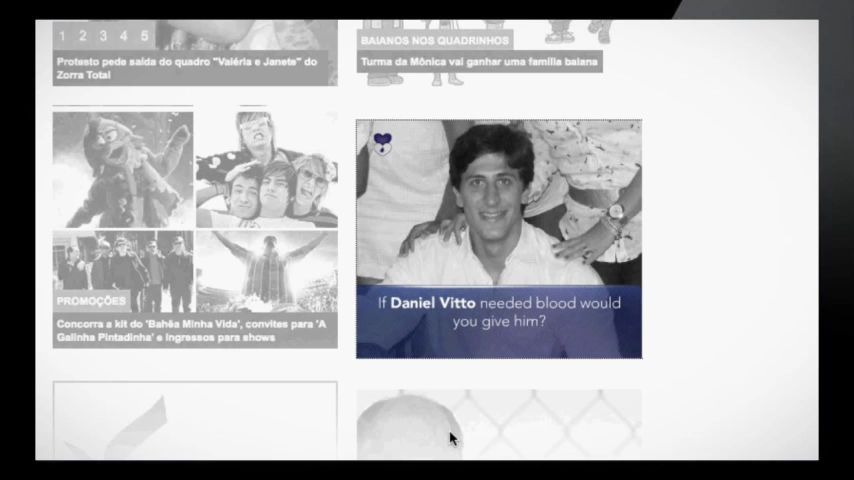 1 2 3 4 5
Protesto pede saída do quadro "Valéria e Janete" do
Zorra Total
BAIANOS NOS QUADRINHOS
Turma da Mônica vai ganhar uma família baiana
PROMOÇÕES
Concorra a kit do 'Bahêa Minha Vida', convites para 'A
Galinha Pintadinha' e ingressos para shows
If Daniel Vitto needed blood would
you give him?